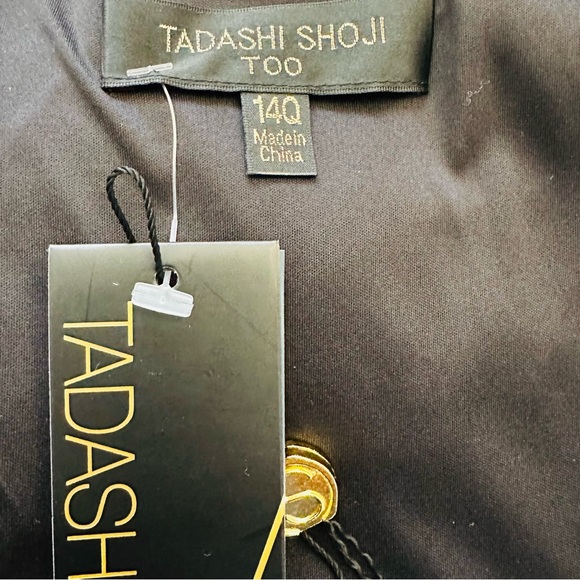 TADASHI SHOJI
TOO
14Q
Made in
China
TADASH
S